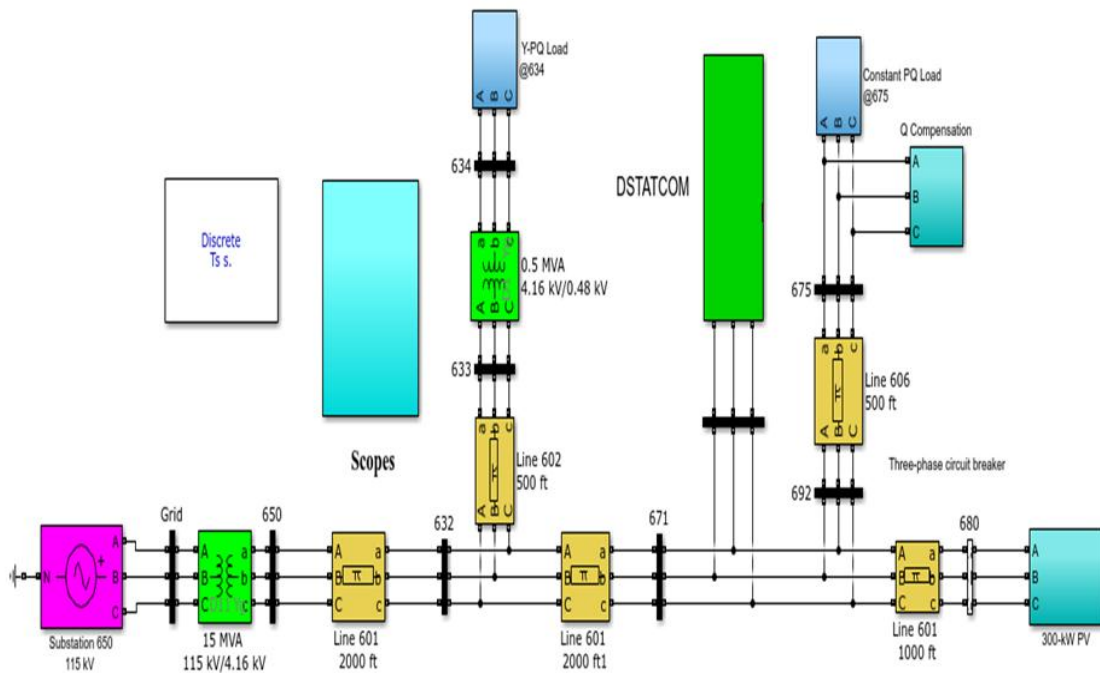 Y-PQ Load
@634
A B C
634
a b c
0.5 MVA
4.16 kV/0.48 kV
A B C
633
a b c
Line 602
500 ft
A B C
Discrete
Ts s.
Scopes
DSTATCOM
Constant PQ Load
@675
A B C
Q Compensation
A
B
C
675
a b c
Line 606
500 ft
A B C
692
Three-phase circuit breaker
Grid
650
632
671
680
N
A
B
C
+
A a
B b
C c
A a
B b
C c
A a
B b
C c
A a
B b
C c
A
B
C
Substation 650
115 kV
15 MVA
115 kV/4.16 kV
Line 601
2000 ft
Line 601
2000 ft1
Line 601
1000 ft
300-kW PV